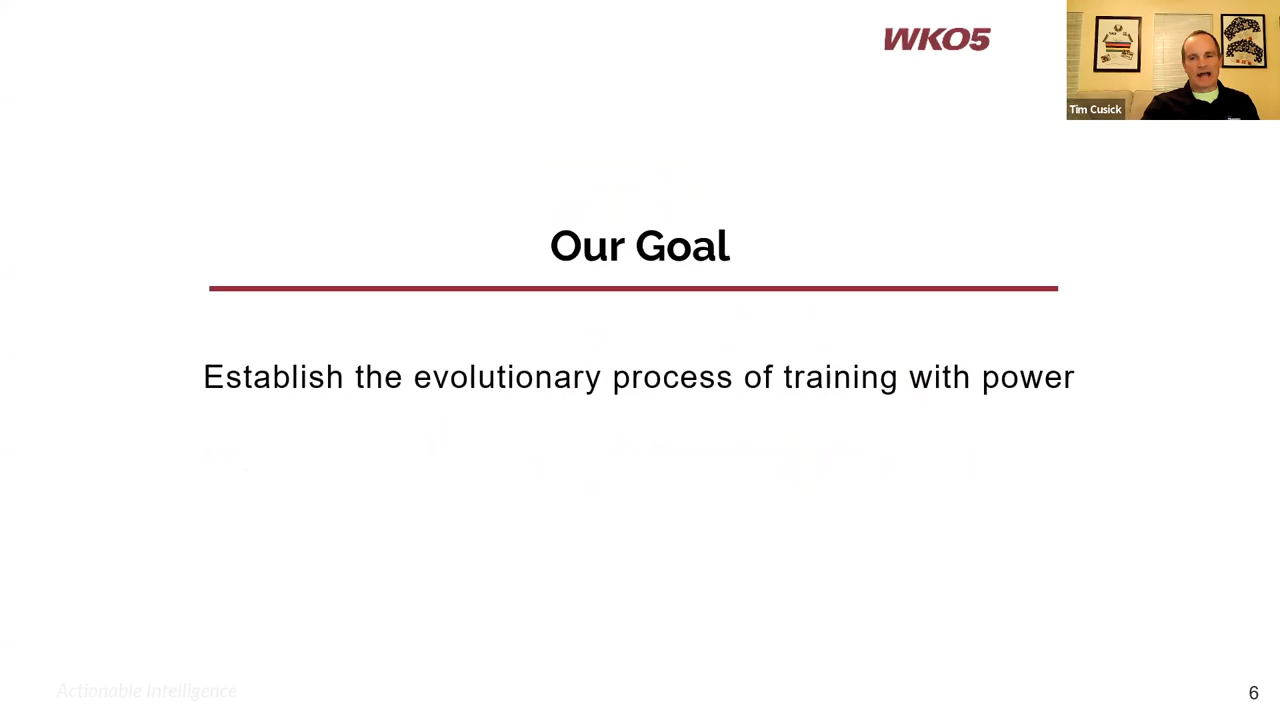 WKO5
Tim Cusick
Our Goal
Establish the evolutionary process of training with power
Actionable Intelligence
6